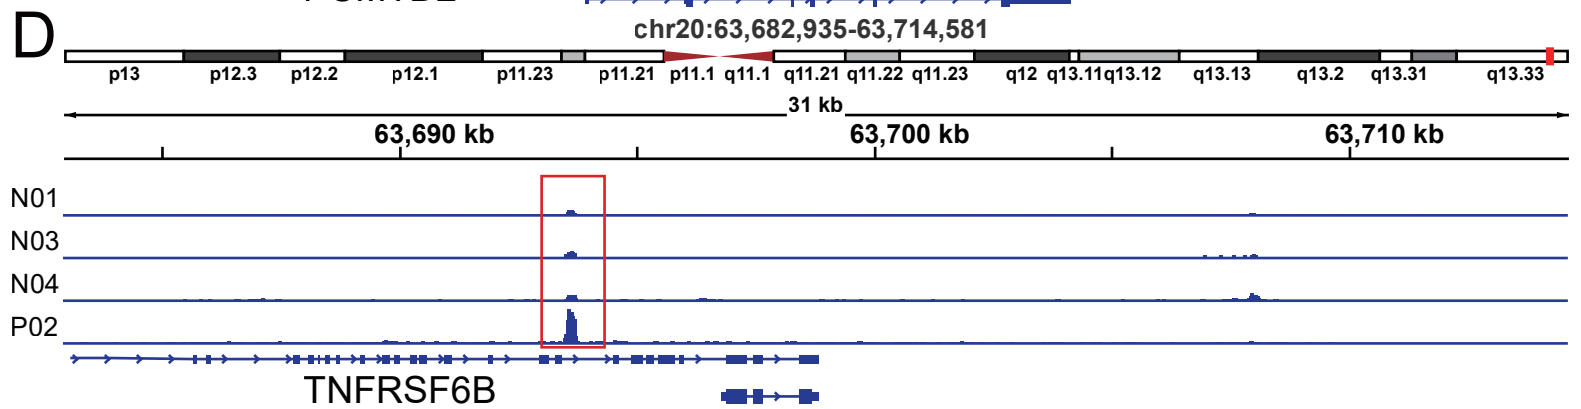 D
chr20:63,682,935-63,714,581
p13 p12.3 p12.2 p12.1 p11.23 p11.21 p11.1 q11.1 q11.21 q11.22 q11.23 q12 q13.11 q13.12 q13.13 q13.2 q13.31 q13.33
31 kb
63,690 kb 63,700 kb 63,710 kb
N01
N03
N04
P02
TNFRSF6B